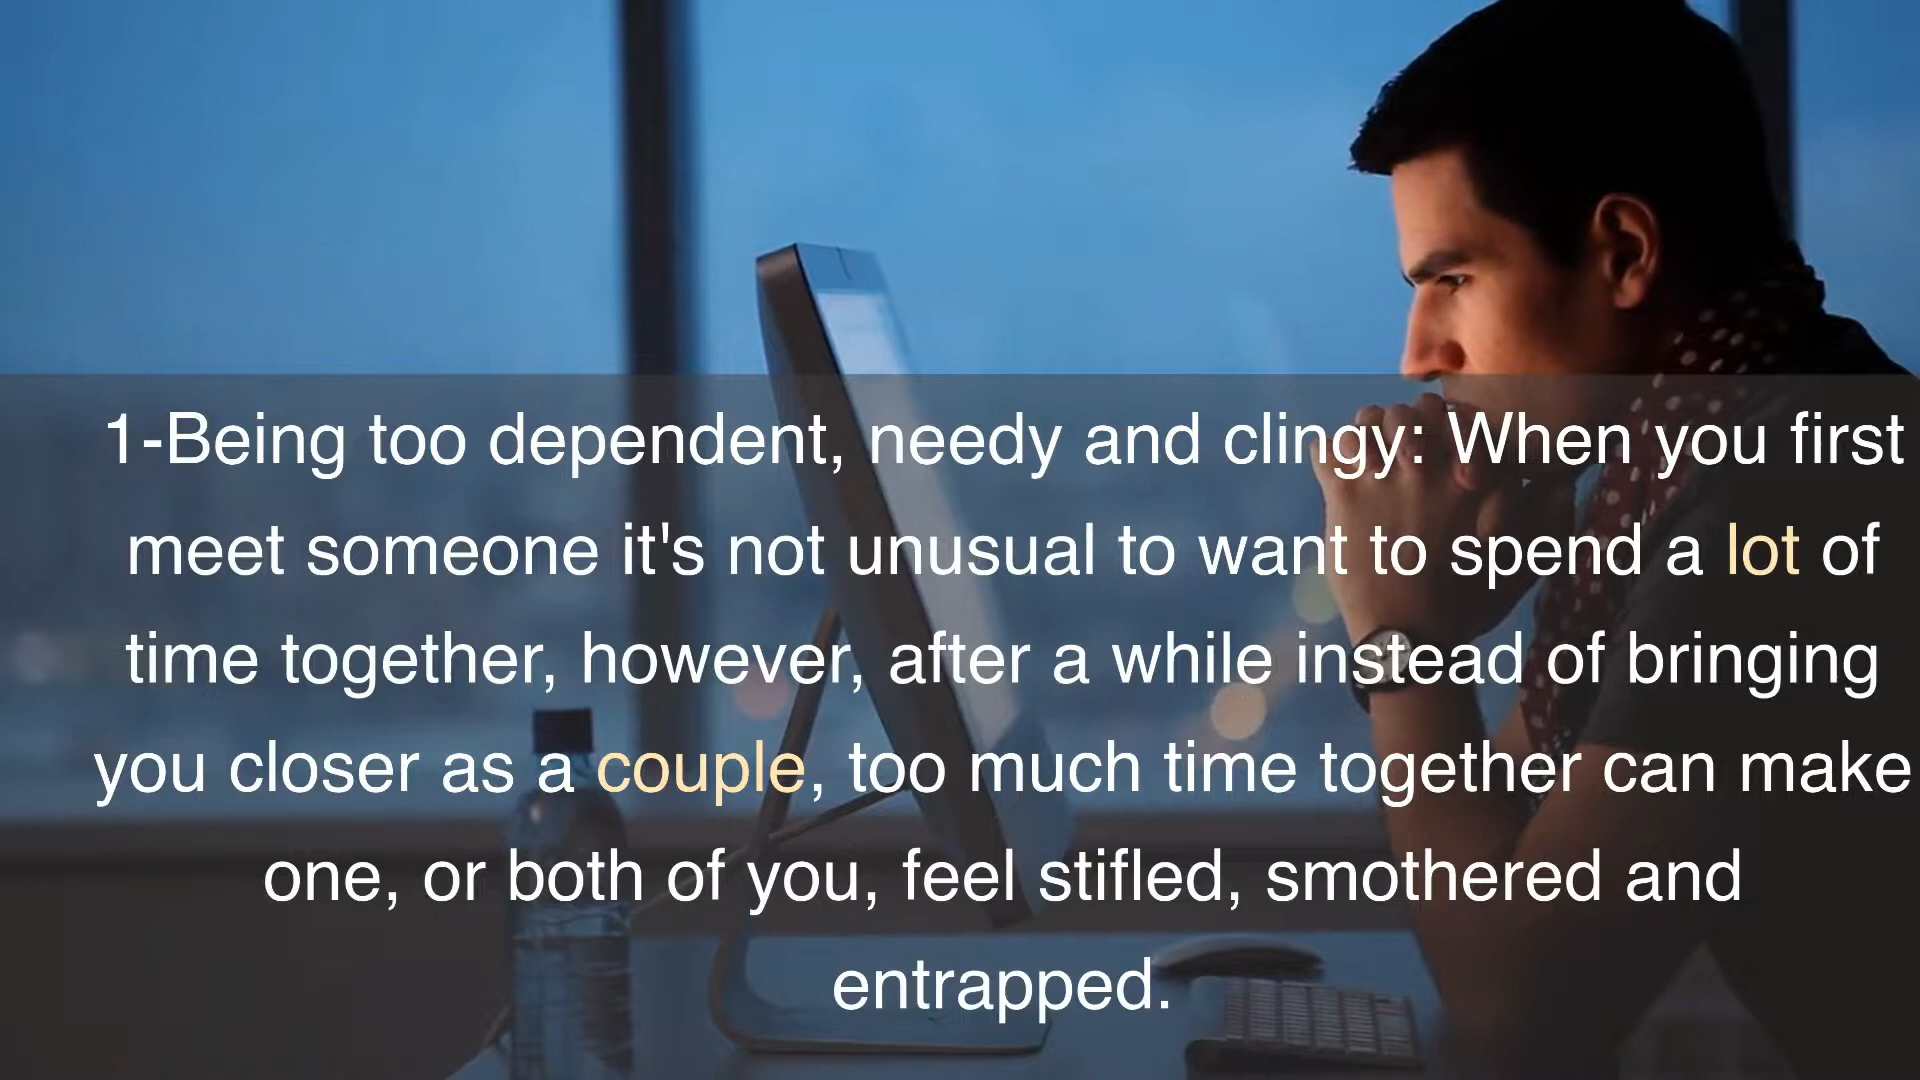 1-Being too dependent, needy and clingy: When you first
meet someone it's not unusual to want to spend a lot of
time together, however, after a while instead of bringing
you closer as a couple, too much time together can make
one, or both of you, feel stifled, smothered and
entrapped.